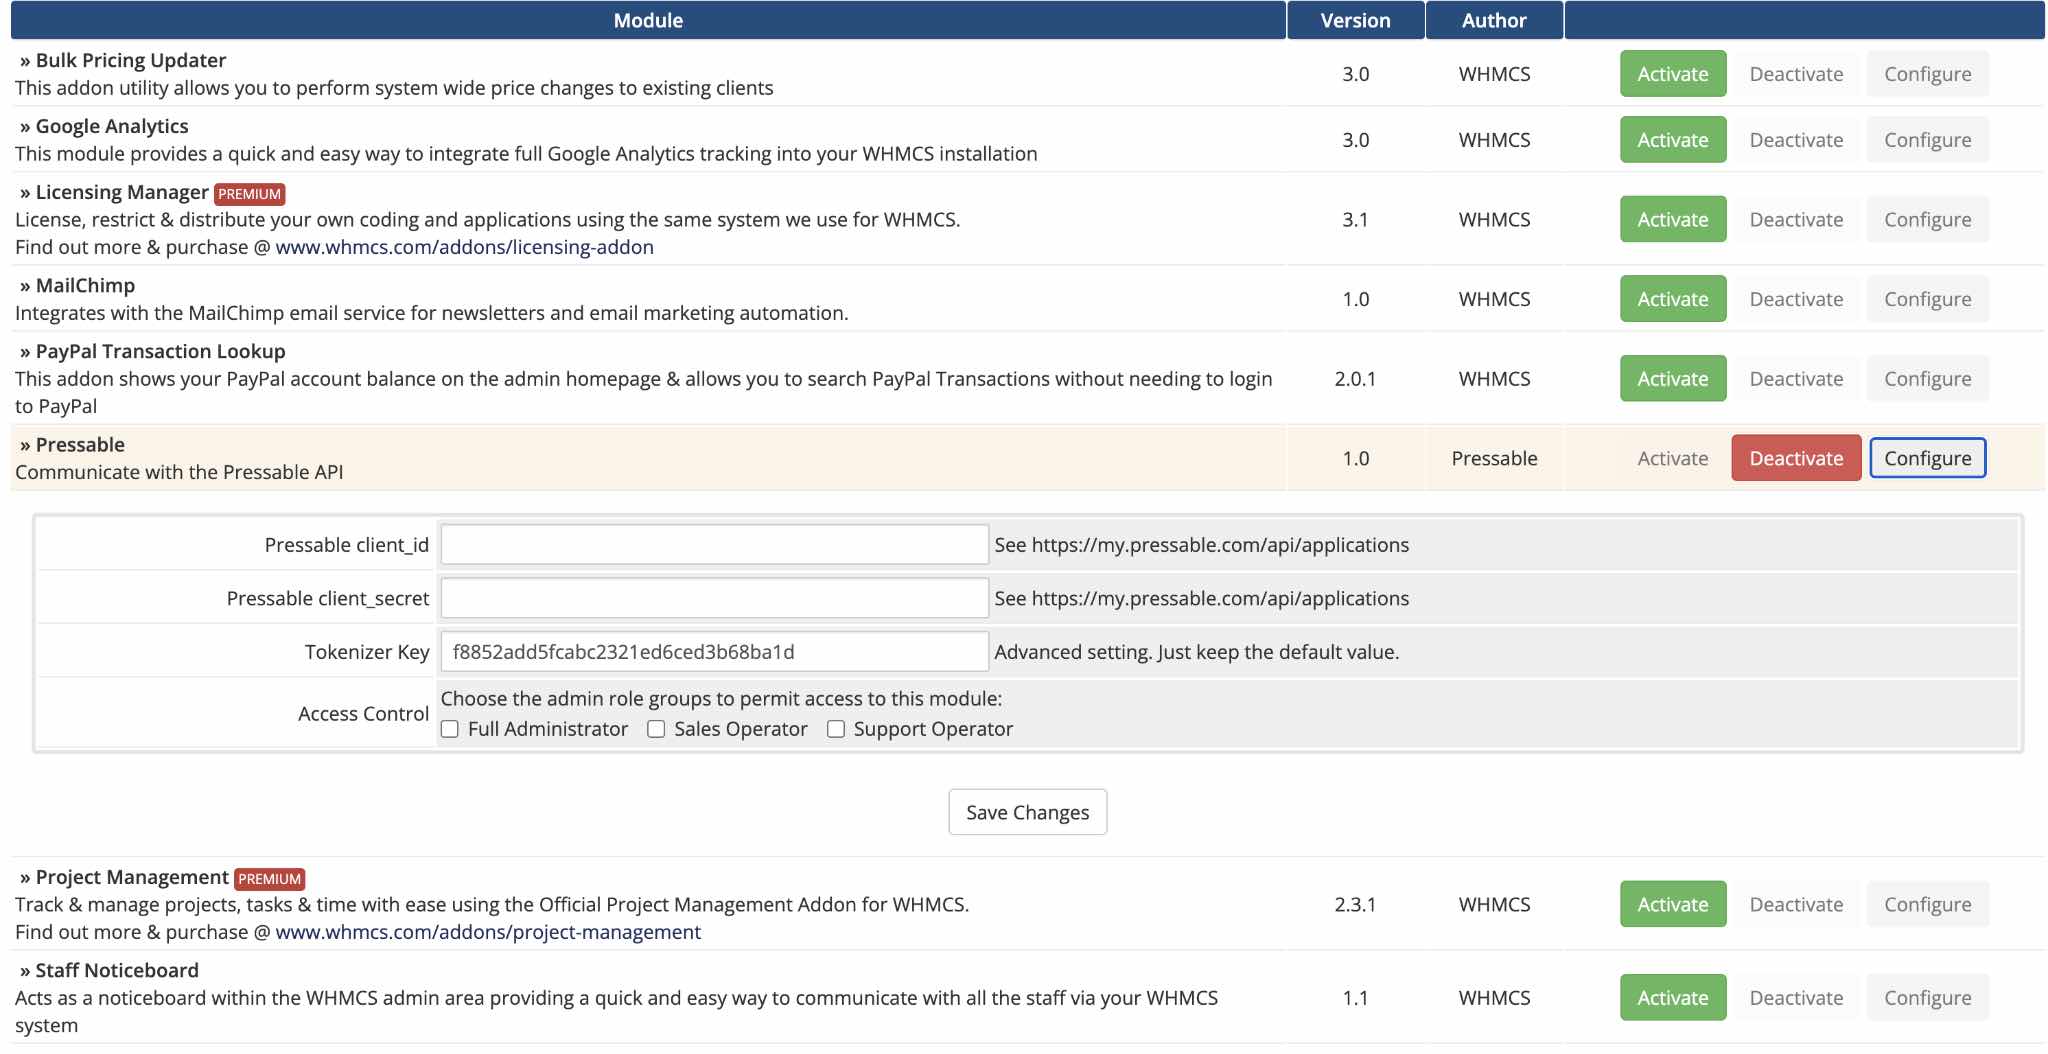 Module Version Author
» Bulk Pricing Updater
This addon utility allows you to perform system wide price changes to existing clients
3.0 WHMCS Activate Deactivate Configure
» Google Analytics
This module provides a quick and easy way to integrate full Google Analytics tracking into your WHMCS installation
3.0 WHMCS Activate Deactivate Configure
» Licensing Manager PREMIUM
License, restrict & distribute your own coding and applications using the same system we use for WHMCS.
Find out more & purchase @ www.whmcs.com/addons/licensing-addon
3.1 WHMCS Activate Deactivate Configure
» MailChimp
Integrates with the MailChimp email service for newsletters and email marketing automation.
1.0 WHMCS Activate Deactivate Configure
» PayPal Transaction Lookup
This addon shows your PayPal account balance on the admin homepage & allows you to search PayPal Transactions without needing to login
to PayPal
2.0.1 WHMCS Activate Deactivate Configure
» Pressable
Communicate with the Pressable API
1.0 Pressable Activate Deactivate Configure
Pressable client_id See https://my.pressable.com/api/applications
Pressable client_secret See https://my.pressable.com/api/applications
Tokenizer Key f8852add5fcabc2321ed6ced3b68ba1d Advanced setting. Just keep the default value.
Access Control
Choose the admin role groups to permit access to this module:
Full Administrator Sales Operator Support Operator
Save Changes
» Project Management PREMIUM
Track & manage projects, tasks & time with ease using the Official Project Management Addon for WHMCS.
Find out more & purchase @ www.whmcs.com/addons/project-management
2.3.1 WHMCS Activate Deactivate Configure
» Staff Noticeboard
Acts as a noticeboard within the WHMCS admin area providing a quick and easy way to communicate with all the staff via your WHMCS
system
1.1 WHMCS Activate Deactivate Configure